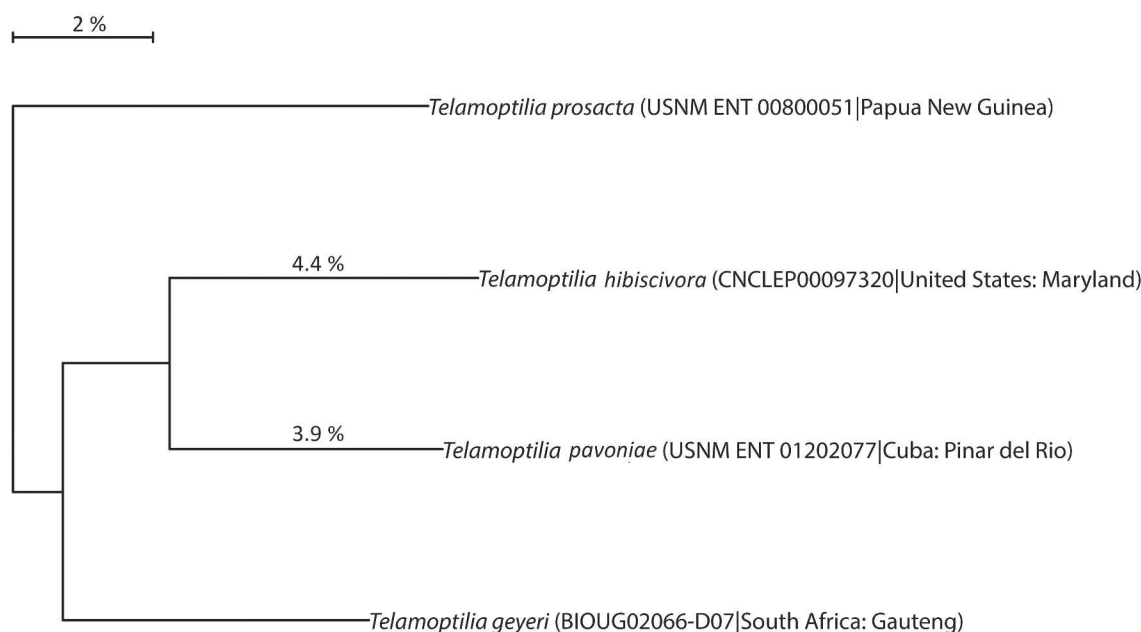 2 %
Telamoptilia prosacta (USNM ENT 00800051|Papua New Guinea)
4.4 %
Telamoptilia hibiscivora (CNCLEP00097320|United States: Maryland)
3.9 %
Telamoptilia pavoniae (USNM ENT 01202077|Cuba: Pinar del Rio)
Telamoptilia geyeri (BIOUG02066-D07|South Africa: Gauteng)